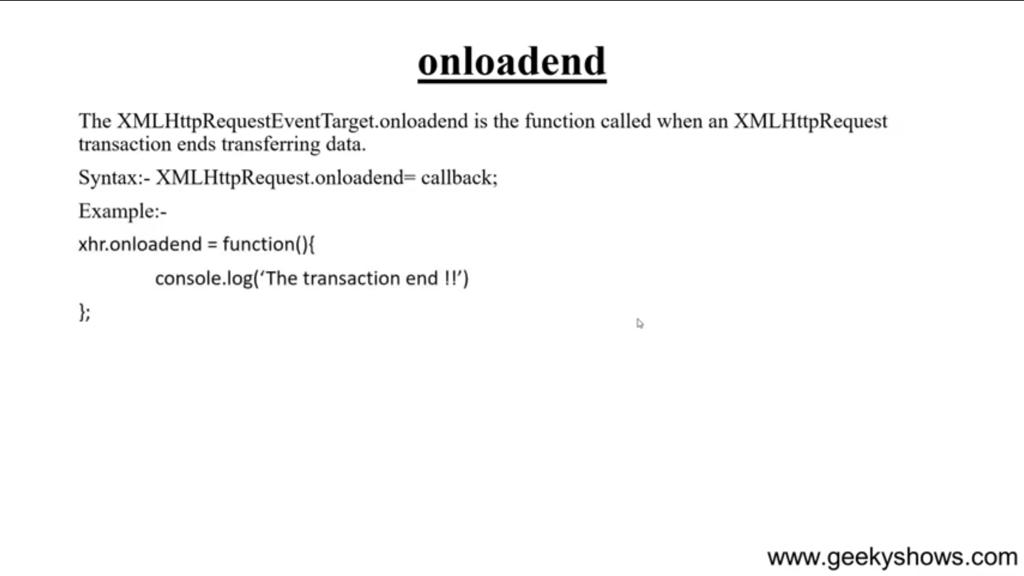 onloadend
The XMLHttpRequestEventTarget.onloadend is the function called when an XMLHttpRequest
transaction ends transferring data.
Syntax:- XMLHttpRequest.onloadend= callback;
Example:-
xhr.onloadend = function(){
console.log(‘The transaction end !!’)
};
www.geekyshows.com